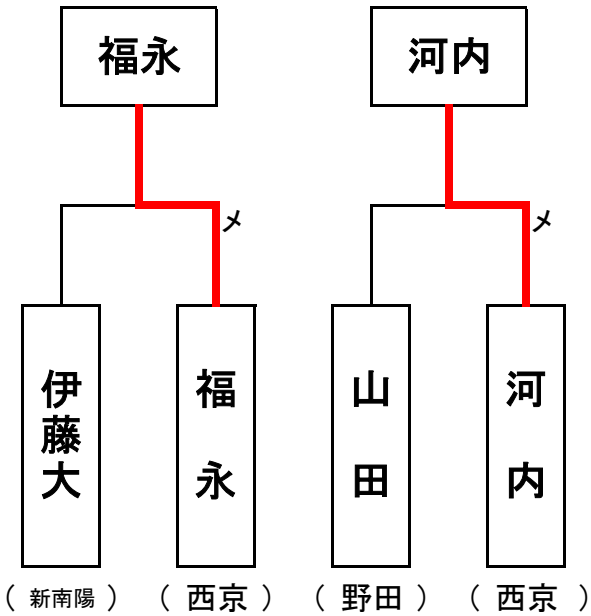 福永 河内
メ メ
伊藤大 福永 山田 河内
（新南陽） （西京） （野田） （西京）